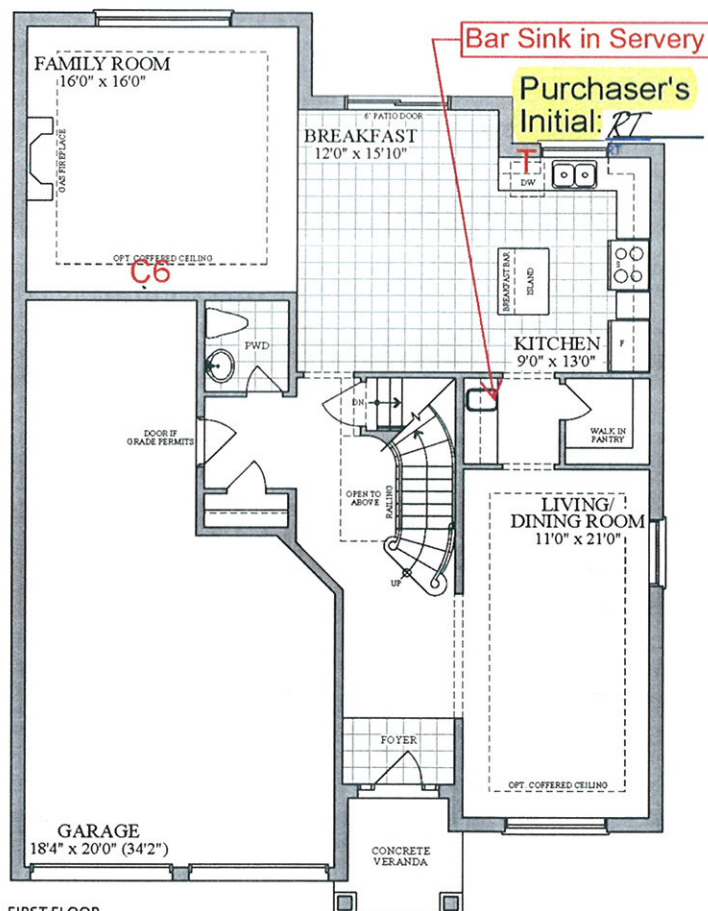 Bar Sink in Servery
Purchaser's
Initial: RT
RT
FAMILY ROOM
16'0" x 16'0"
GAS FIREPLACE
OPT. COFFERED CEILING
C6
6' PATIO DOOR
BREAKFAST
12'0" x 15'10"
T
DW
BREAKFAST BAR
ISLAND
KITCHEN
9'0" x 13'0"
F
PWD
DN
DOOR IF
GRADE PERMITS
WALK IN
PANTRY
OPEN TO
ABOVE
RAILING
UP
LIVING/
DINING ROOM
11'0" x 21'0"
OPT. COFFERED CEILING
FOYER
GARAGE
18'4" x 20'0" (34'2")
CONCRETE
VERANDA
FIRST FLOOR